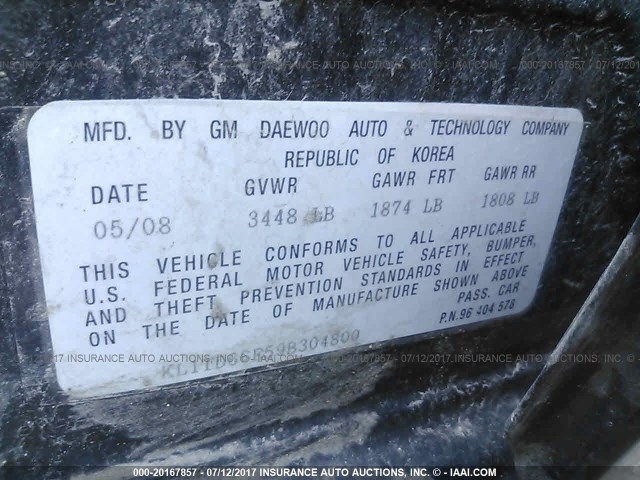 MFD. BY GM DAEWOO AUTO & TECHNOLOGY COMPANY
REPUBLIC OF KOREA
DATE GVWR GAWR FRT GAWR RR
05/08 3448 LB 1874 LB 1808 LB
THIS VEHICLE CONFORMS TO ALL APPLICABLE
U.S. FEDERAL MOTOR VEHICLE SAFETY, BUMPER,
AND THEFT PREVENTION STANDARDS IN EFFECT
ON THE DATE OF MANUFACTURE SHOWN ABOVE
PASS. CAR
P.N.96 404 578
000-20167857 - 07/12/2017 INSURANCE AUTO AUCTIONS, INC. © - IAAI.COM